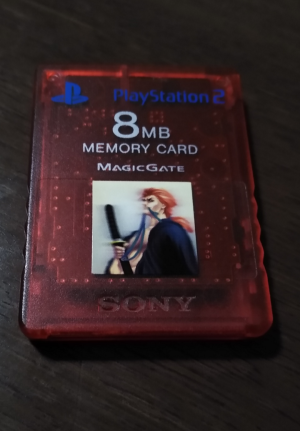 PlayStation 2
8MB
MEMORY CARD
MAGICGATE
SONY